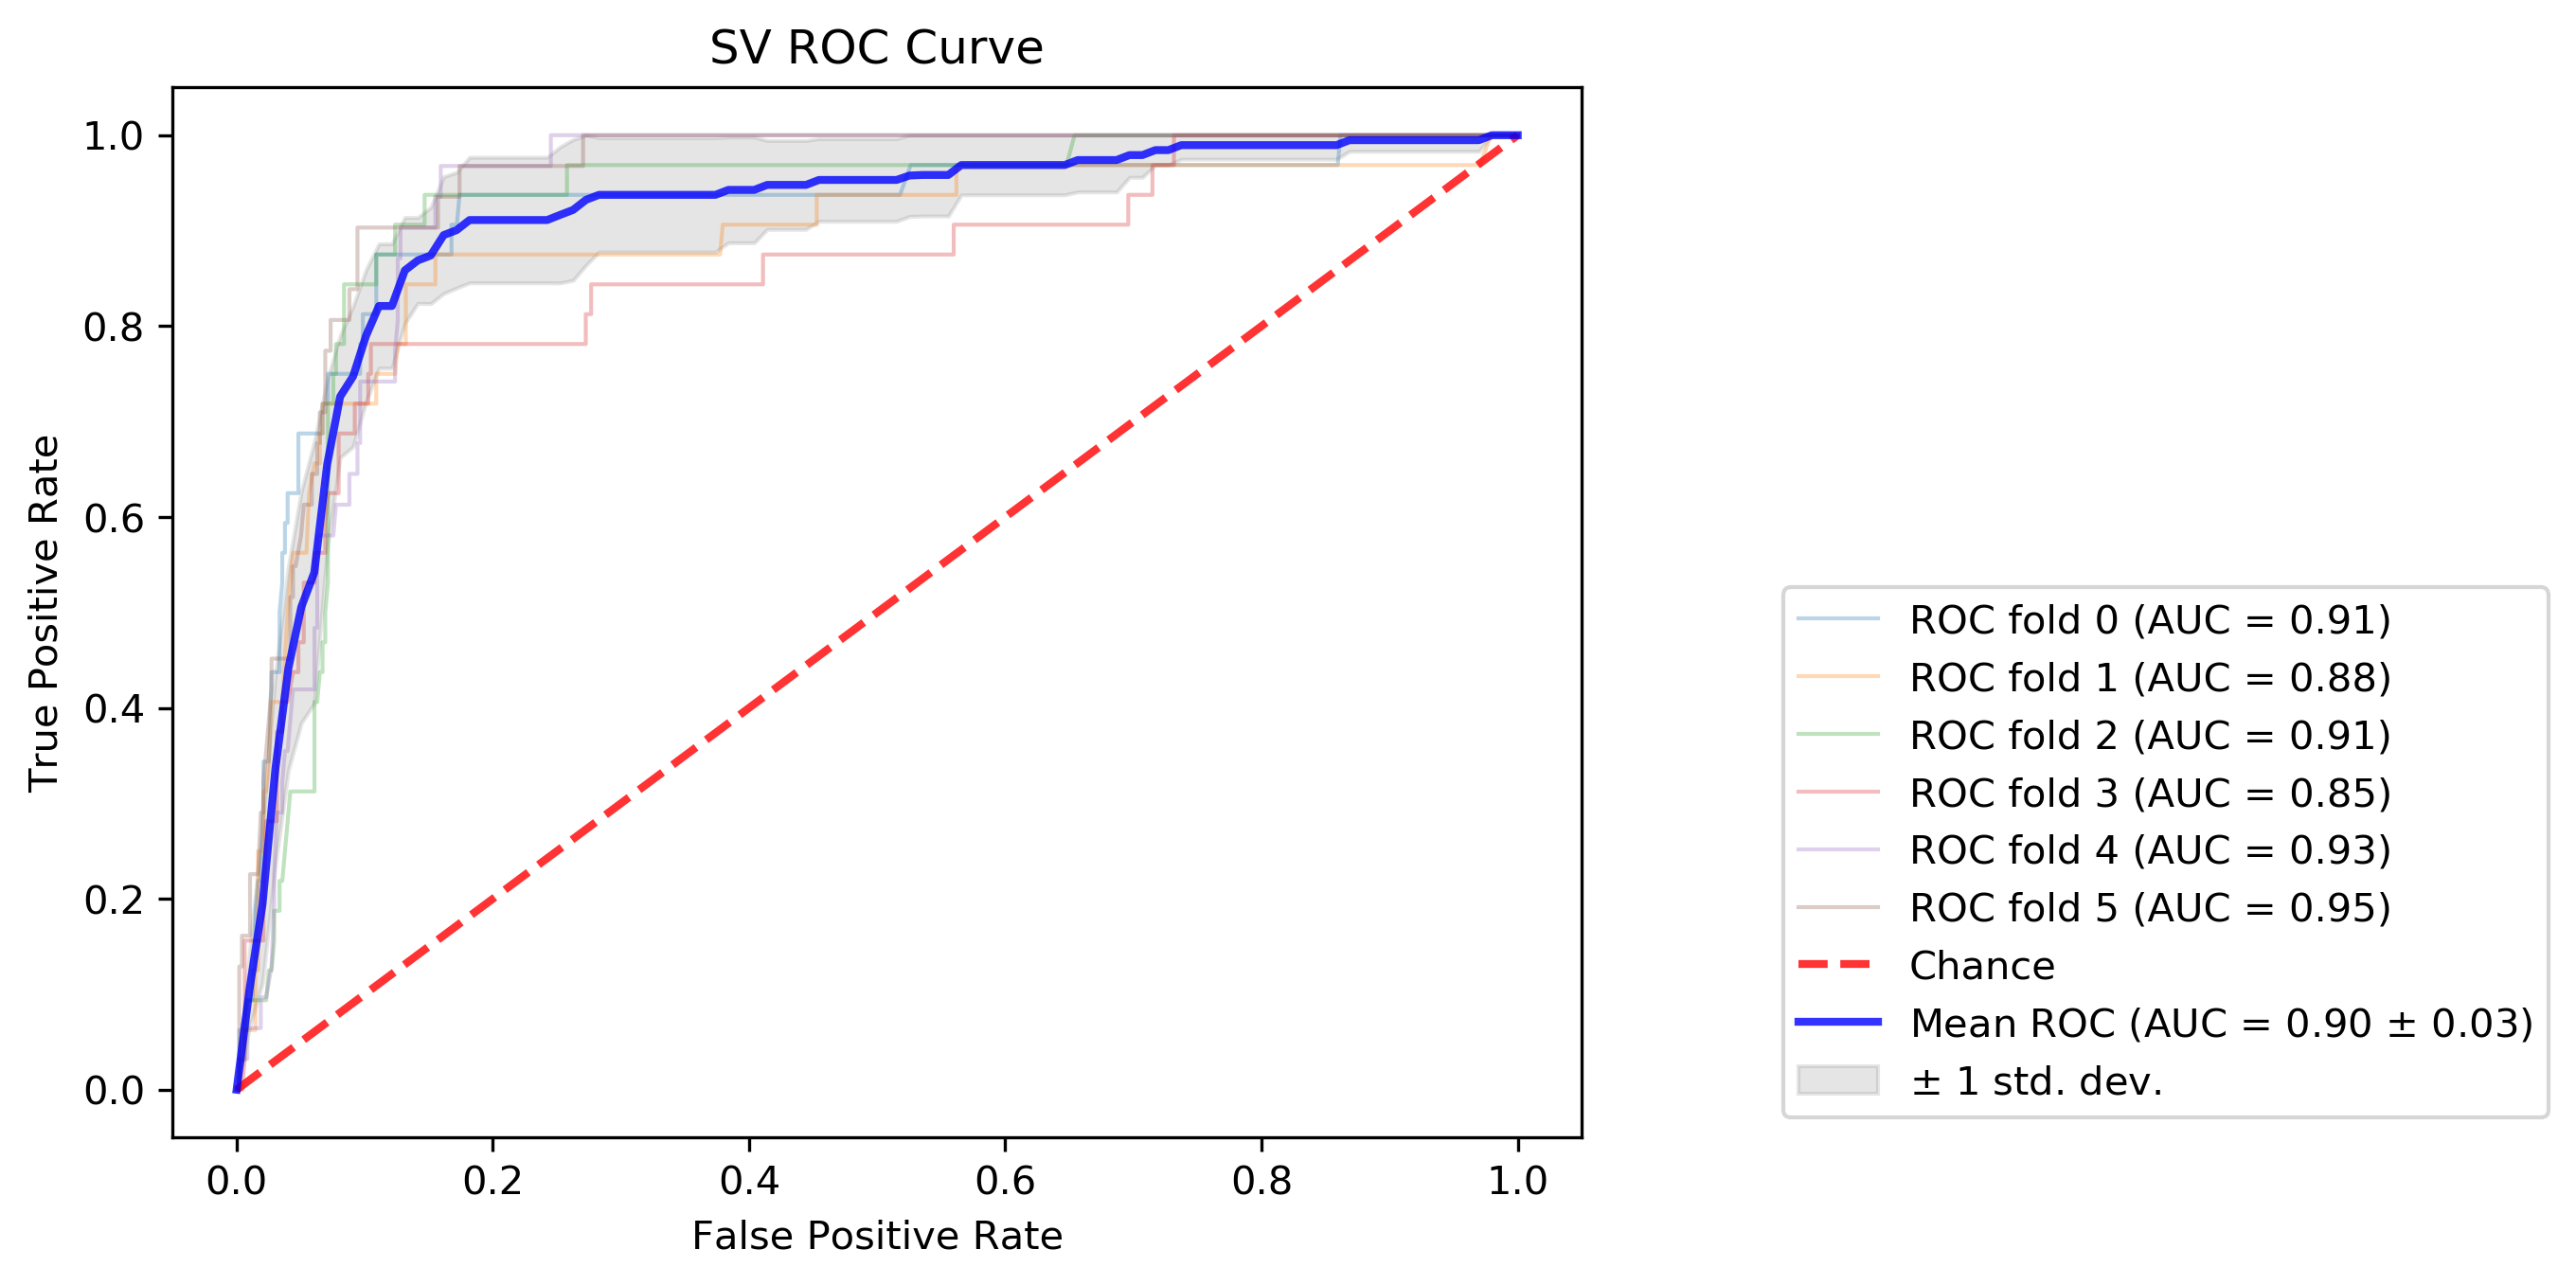 SV ROC Curve
True Positive Rate
1.0
0.8
0.6
0.4
0.2
0.0
0.0 0.2 0.4 0.6 0.8 1.0
False Positive Rate
ROC fold 0 (AUC = 0.91)
ROC fold 1 (AUC = 0.88)
ROC fold 2 (AUC = 0.91)
ROC fold 3 (AUC = 0.85)
ROC fold 4 (AUC = 0.93)
ROC fold 5 (AUC = 0.95)
Chance
Mean ROC (AUC = 0.90 ± 0.03)
± 1 std. dev.